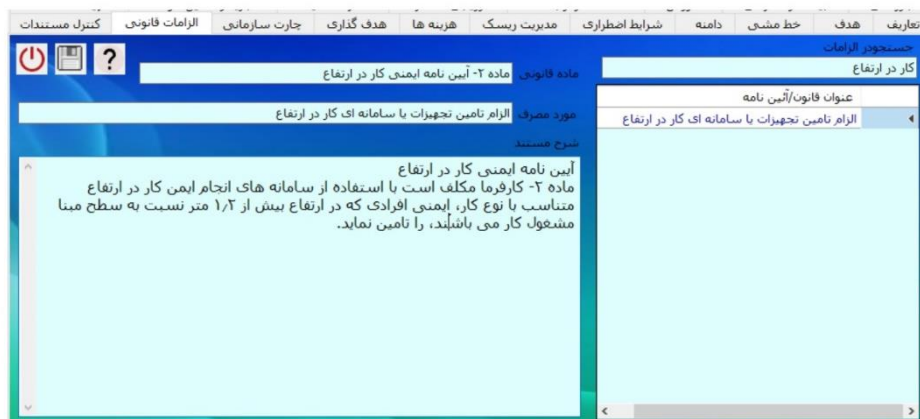 تعاریف هدف خط مشی دامنه شرایط اضطراری مدیریت ریسک هزینه ها هدف گذاری چارت سازمانی الزامات قانونی کنترل مستندات
جستجودر الزامات
کار در ارتفاع
عنوان قانون/آئین نامه
الزام تامین تجهیزات یا سامانه ای کار در ارتفاع
ماده قانونی ماده ۲- آیین نامه ایمنی کار در ارتفاع
مورد مصرف الزام تامین تجهیزات یا سامانه ای کار در ارتفاع
شرح مستند
آیین نامه ایمنی کار در ارتفاع
ماده ۲- کارفرما مکلف است با استفاده از سامانه های انجام ایمن کار در ارتفاع
متناسب با نوع کار، ایمنی افرادی که در ارتفاع بیش از ۱٫۲ متر نسبت به سطح مبنا
مشغول کار می باشند، را تامین نماید.
?